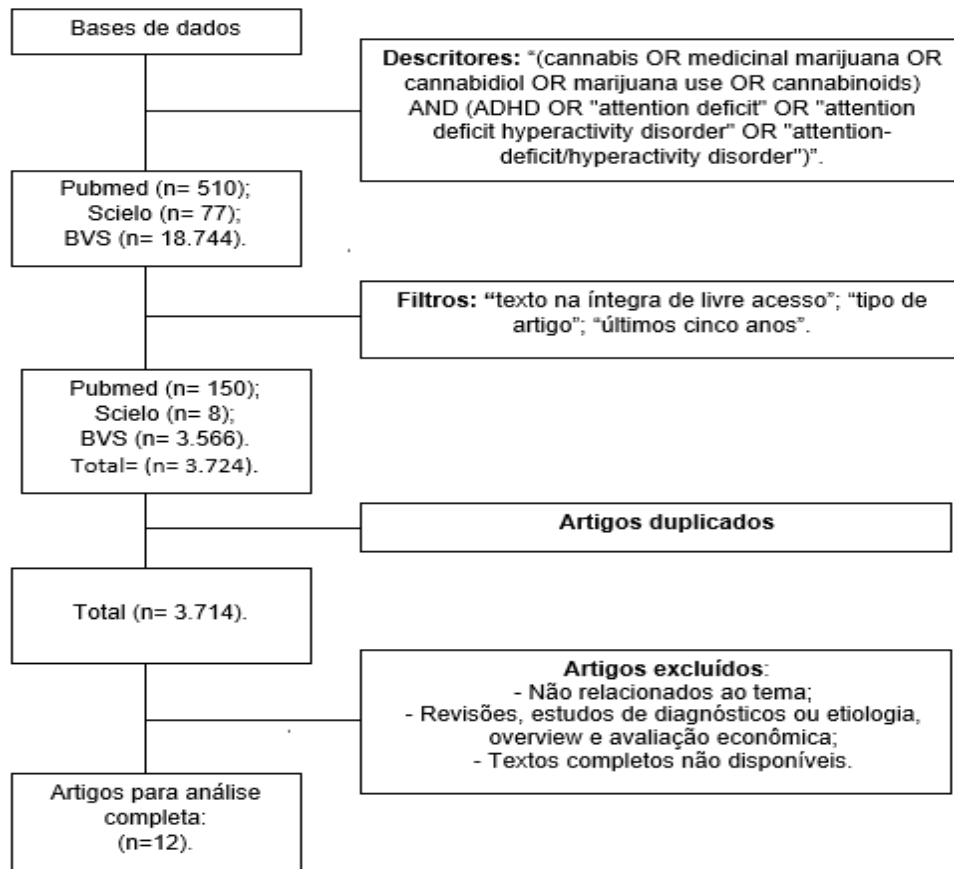 Bases de dados
Descritores: “(cannabis OR medicinal marijuana OR
cannabidiol OR marijuana use OR cannabinoids)
AND (ADHD OR "attention deficit" OR "attention
deficit hyperactivity disorder" OR "attention-
deficit/hyperactivity disorder")”.
Pubmed (n= 510);
Scielo (n= 77);
BVS (n= 18.744).
Filtros: “texto na íntegra de livre acesso”; “tipo de
artigo”; “últimos cinco anos”.
Pubmed (n= 150);
Scielo (n= 8);
BVS (n= 3.566).
Total= (n= 3.724).
Artigos duplicados
Total (n= 3.714).
Artigos excluídos:
- Não relacionados ao tema;
- Revisões, estudos de diagnósticos ou etiologia,
overview e avaliação econômica;
- Textos completos não disponíveis.
Artigos para análise
completa:
(n=12).